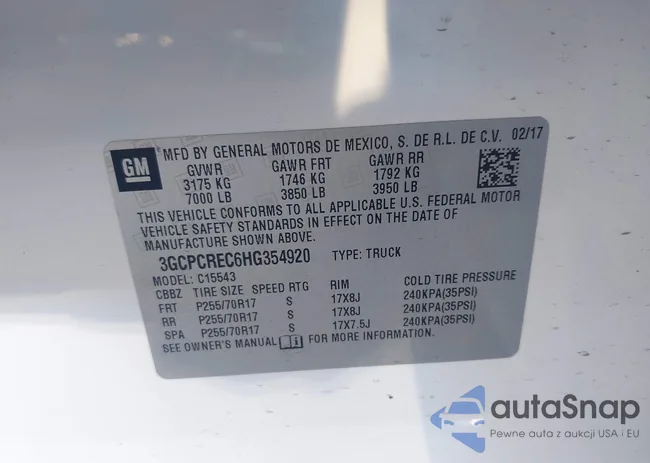 GM
MFD BY GENERAL MOTORS DE MEXICO, S. DE R.L. DE C.V. 02/17
GVWR GAWR FRT GAWR RR
3175 KG 1746 KG 1792 KG
7000 LB 3850 LB 3950 LB
THIS VEHICLE CONFORMS TO ALL APPLICABLE U.S. FEDERAL MOTOR
VEHICLE SAFETY STANDARDS IN EFFECT ON THE DATE OF
MANUFACTURE SHOWN ABOVE.
3GCPCREC6HG354920 TYPE: TRUCK
MODEL: C15543
CBBZ TIRE SIZE SPEED RTG RIM COLD TIRE PRESSURE
FRT P255/70R17 S 17X8J 240KPA(35PSI)
RR P255/70R17 S 17X8J 240KPA(35PSI)
SPA P255/70R17 S 17X7.5J 240KPA(35PSI)
SEE OWNER'S MANUAL FOR MORE INFORMATION.
autaSnap
Pewne auta z aukcji USA i EU